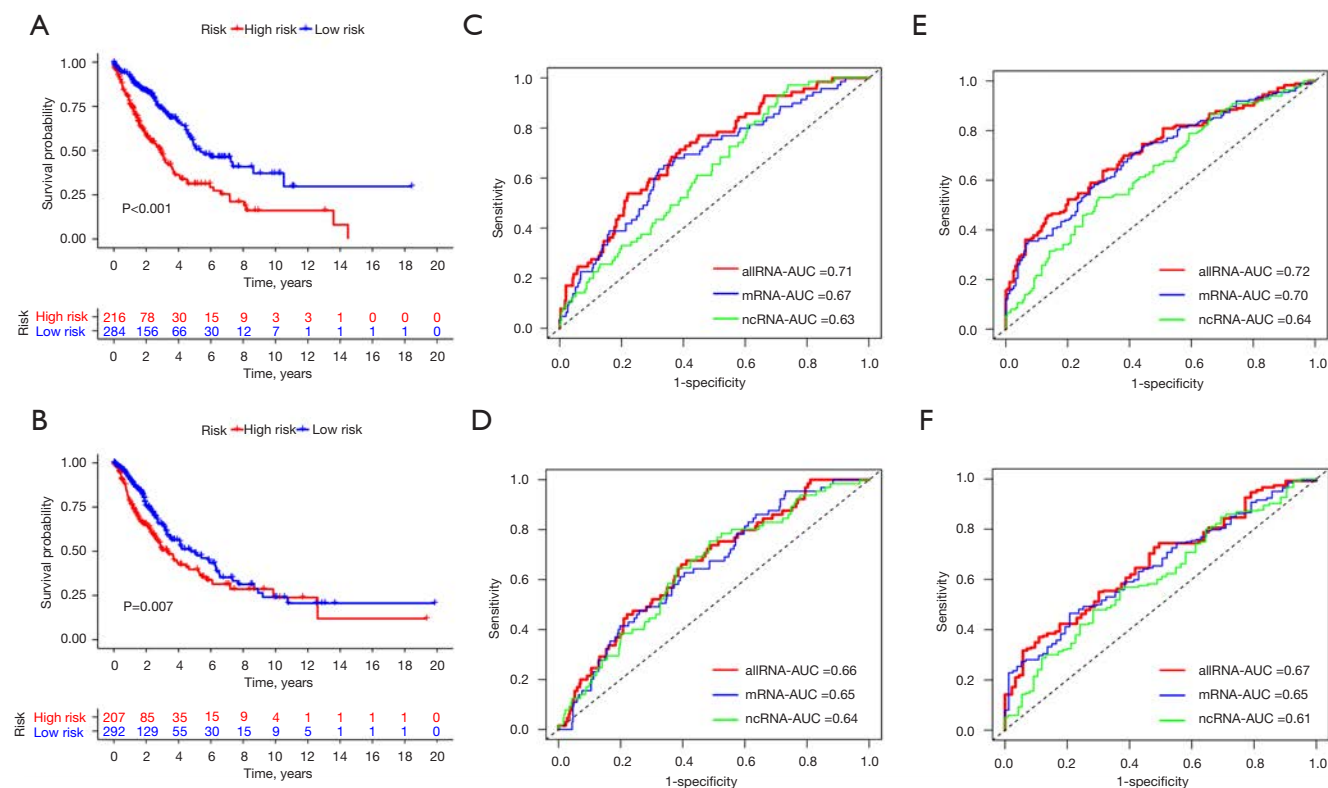 A
Risk High risk Low risk
Survival probability
1.00
0.75
0.50
0.25
0.00
P<0.001
0 2 4 6 8 10 12 14 16 18 20
Time, years
Risk
High risk 216 78 30 15 9 3 3 1 0 0 0
Low risk 284 156 66 30 12 7 1 1 1 1 0
0 2 4 6 8 10 12 14 16 18 20
Time, years
C
Sensitivity
1.0
0.8
0.6
0.4
0.2
0.0
allRNA-AUC =0.71
mRNA-AUC =0.67
ncRNA-AUC =0.63
0.0 0.2 0.4 0.6 0.8 1.0
1-specificity
E
Sensitivity
1.0
0.8
0.6
0.4
0.2
0.0
allRNA-AUC =0.72
mRNA-AUC =0.70
ncRNA-AUC =0.64
0.0 0.2 0.4 0.6 0.8 1.0
1-specificity
B
Risk High risk Low risk
Survival probability
1.00
0.75
0.50
0.25
0.00
P=0.007
0 2 4 6 8 10 12 14 16 18 20
Time, years
Risk
High risk 207 85 35 15 9 4 1 1 1 1 0
Low risk 292 129 55 30 15 9 5 1 1 1 0
0 2 4 6 8 10 12 14 16 18 20
Time, years
D
Sensitivity
1.0
0.8
0.6
0.4
0.2
0.0
allRNA-AUC =0.66
mRNA-AUC =0.65
ncRNA-AUC =0.64
0.0 0.2 0.4 0.6 0.8 1.0
1-specificity
F
Sensitivity
1.0
0.8
0.6
0.4
0.2
0.0
allRNA-AUC =0.67
mRNA-AUC =0.65
ncRNA-AUC =0.61
0.0 0.2 0.4 0.6 0.8 1.0
1-specificity